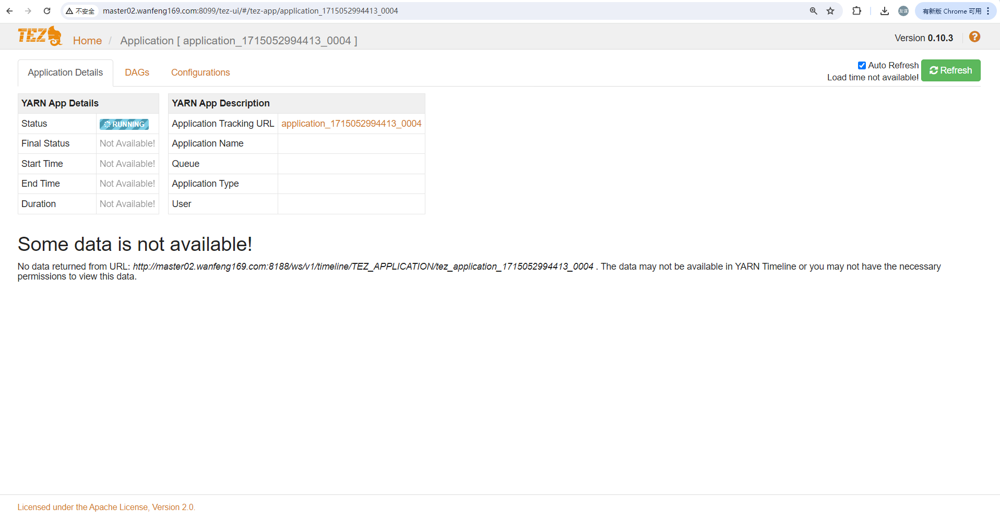 不安全 master02.wanfeng169.com:8099/tez-ui/#/tez-app/application_1715052994413_0004 友谋 有新版 Chrome 可用
TEZ Home / Application [ application_1715052994413_0004 ] Version 0.10.3 ?
Application Details DAGs Configurations
Auto Refresh
Load time not available!
Refresh
YARN App Details
Status RUNNING
Final Status Not Available!
Start Time Not Available!
End Time Not Available!
Duration Not Available!
YARN App Description
Application Tracking URL application_1715052994413_0004
Application Name
Queue
Application Type
User
Some data is not available!
No data returned from URL: http://master02.wanfeng169.com:8188/ws/v1/timeline/TEZ_APPLICATION/tez_application_1715052994413_0004 . The data may not be available in YARN Timeline or you may not have the necessary
permissions to view this data.
Licensed under the Apache License, Version 2.0.